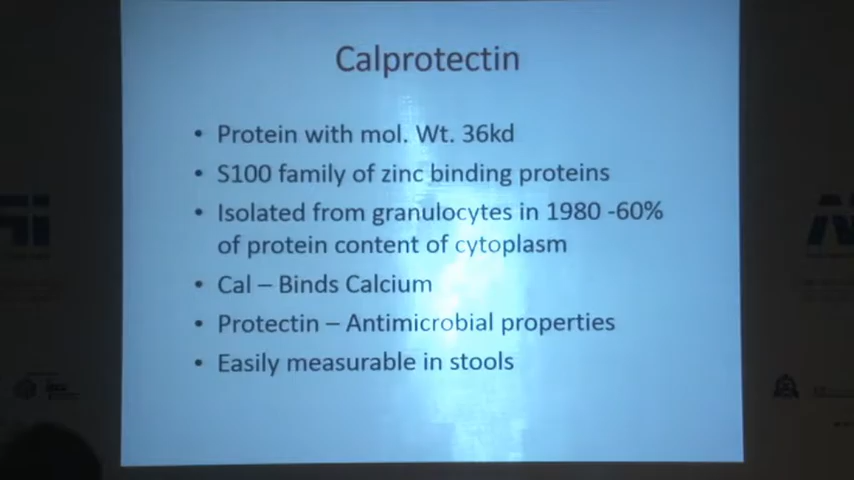 Calprotectin
• Protein with mol. Wt. 36kd
• S100 family of zinc binding proteins
• Isolated from granulocytes in 1980 -60%
of protein content of cytoplasm
• Cal – Binds Calcium
• Protectin – Antimicrobial properties
• Easily measurable in stools